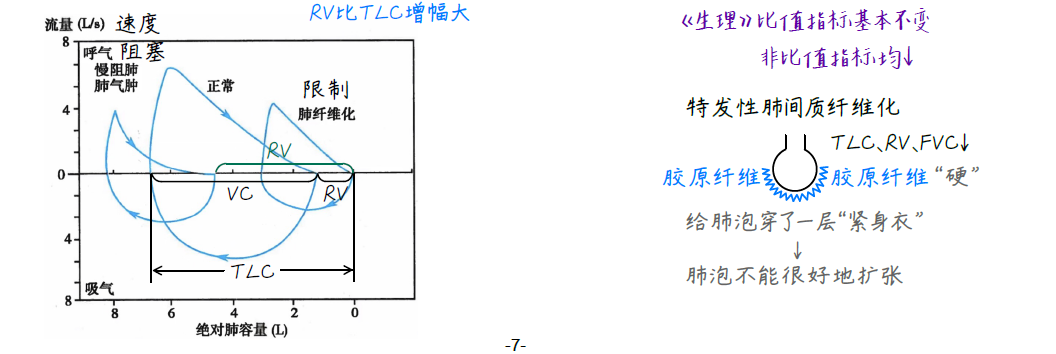 RV比TLC增幅大
流量 (L/s) 速度
8
呼气 阻塞
慢阻肺
肺气肿
正常
限制
肺纤维化
4
RV
0
VC
RV
4
TLC
吸气
8
8 6 4 2 0
绝对肺容量 (L)
《生理》比值指标基本不变
非比值指标均↓
特发性肺间质纤维化
TLC、RV、FVC↓
胶原纤维 胶原纤维“硬”
给肺泡穿了一层“紧身衣”
↓
肺泡不能很好地扩张
-7-